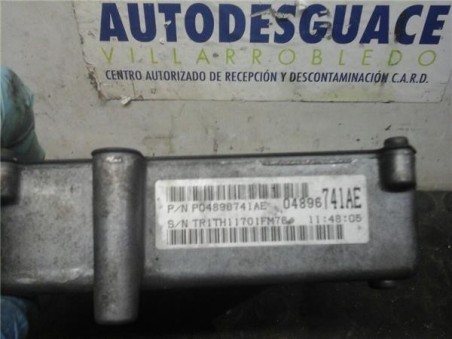 AUTODESGUACE
VILLARROBLEDO
CENTRO AUTORIZADO DE RECEPCIÓN Y DESCONTAMINACIÓN C.A.R.D.
P/N P04896741AE 04896741AE
S/N TR1TH11701FM76 11:48:05